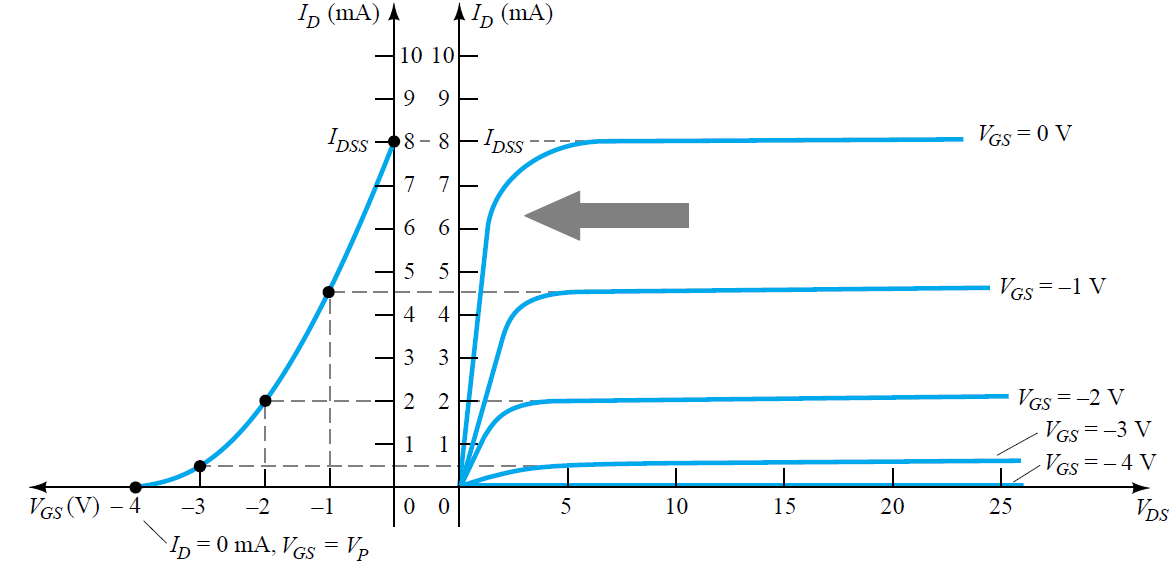 I_D (mA) I_D (mA)
10 10
9 9
I_DSS 8 8 I_DSS V_GS = 0 V
7 7
6 6
5 5
V_GS = –1 V
4 4
3 3
2 2 V_GS = –2 V
V_GS = –3 V
1 1
V_GS = – 4 V
V_GS (V) – 4 –3 –2 –1 0 0 5 10 15 20 25 V_DS
I_D = 0 mA, V_GS = V_P